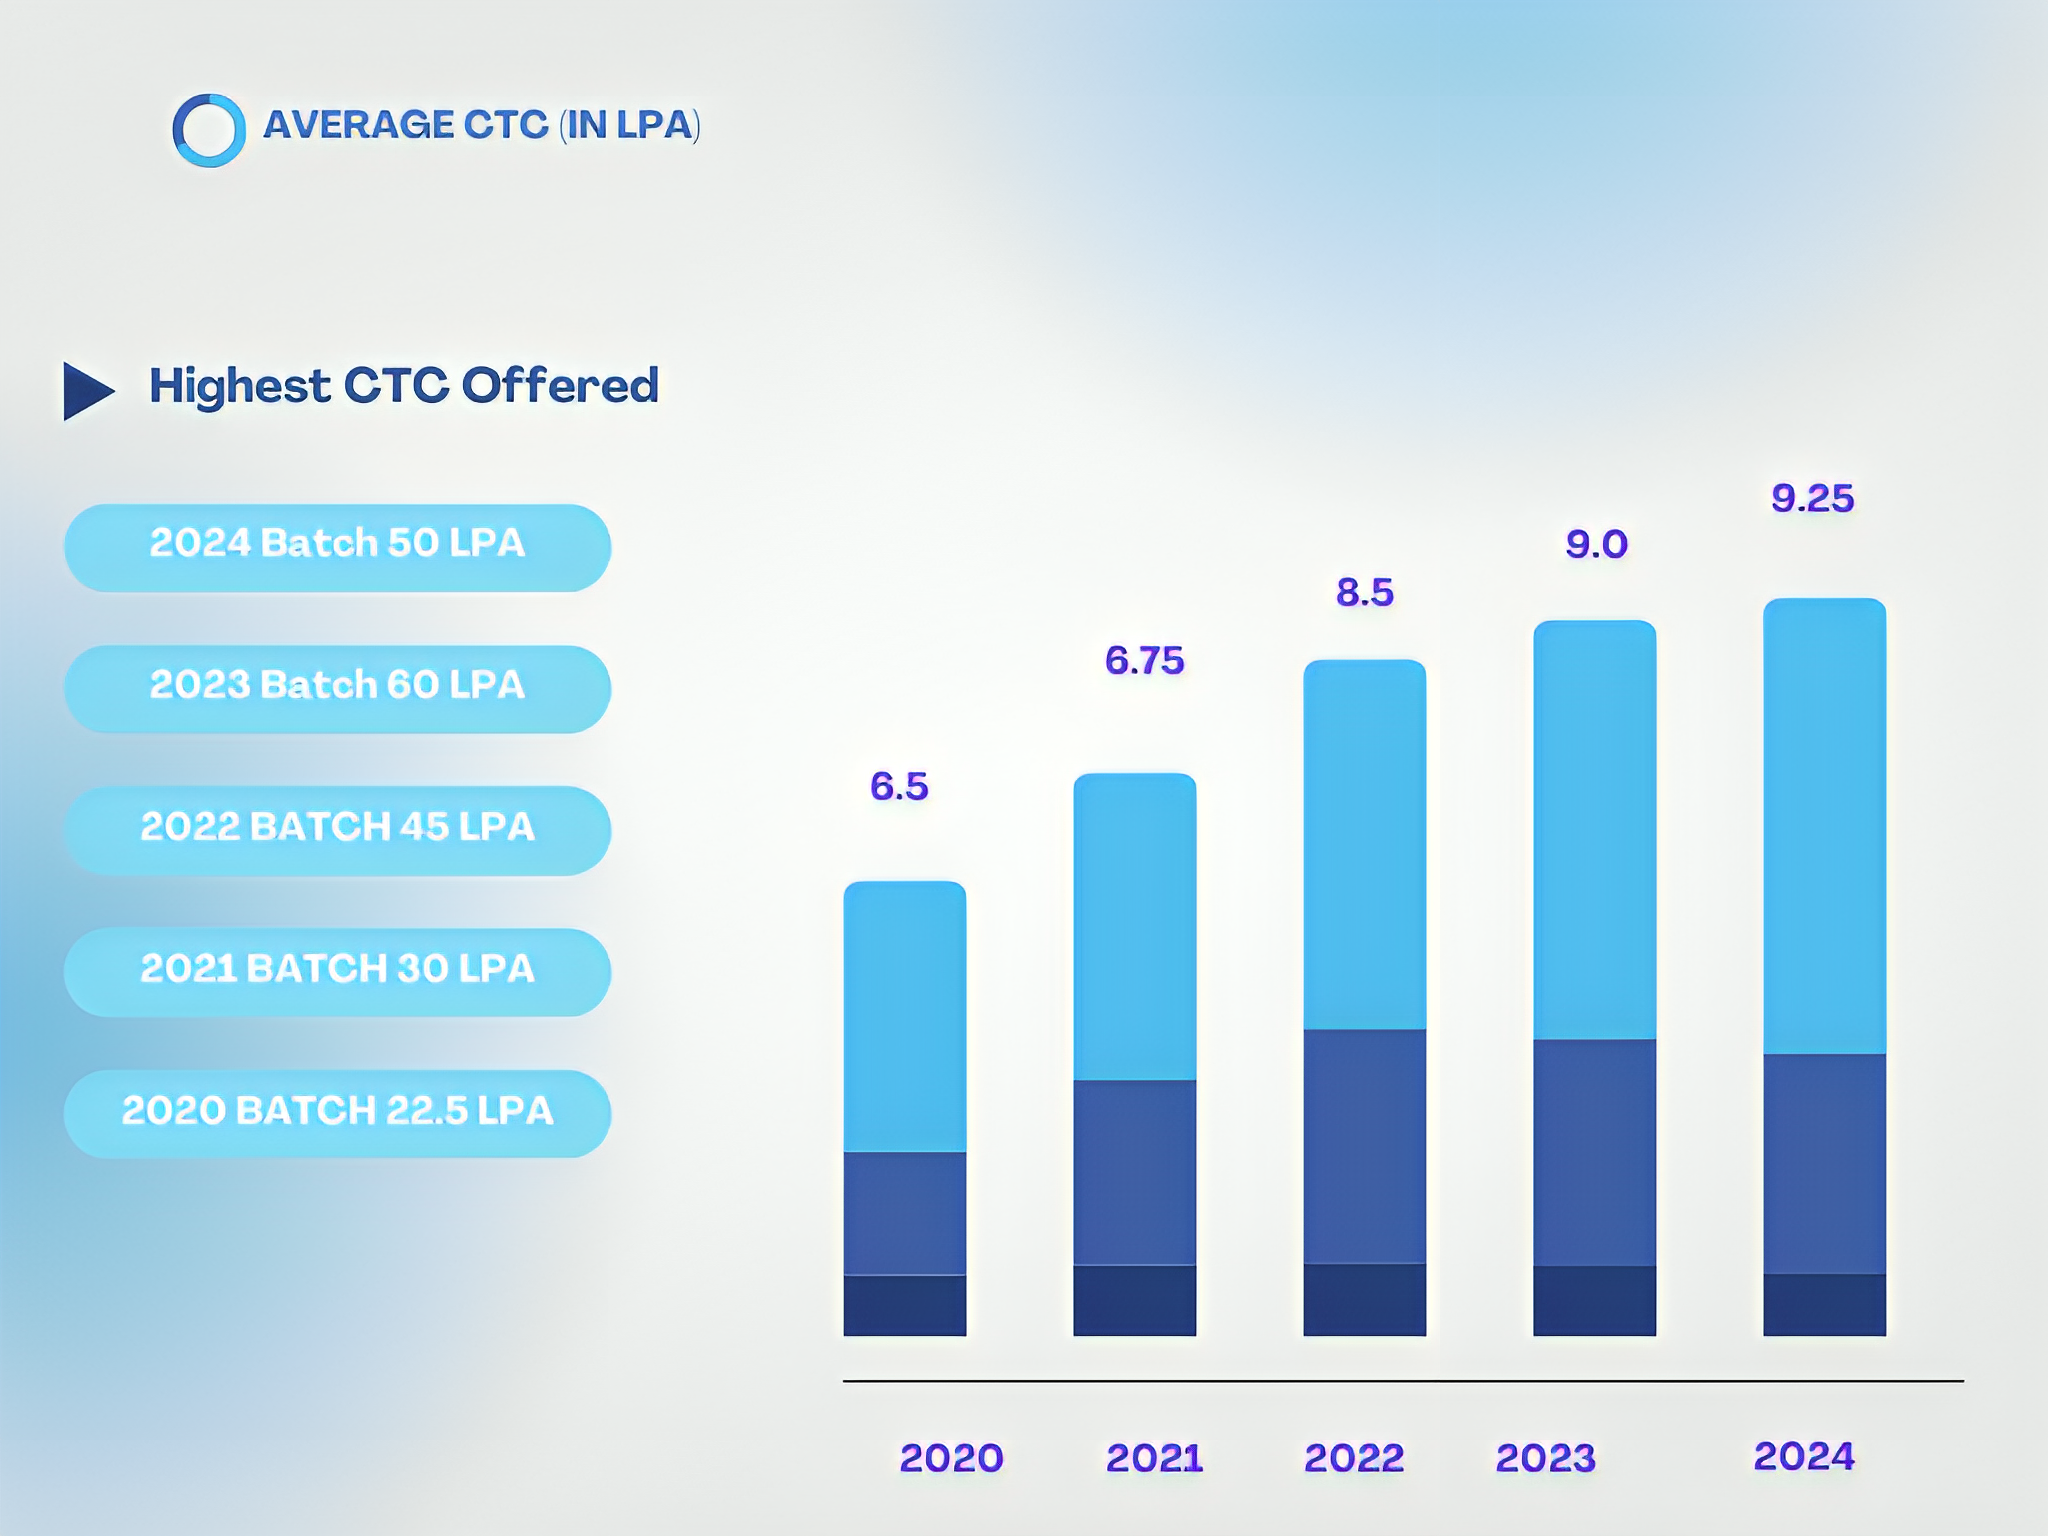 AVERAGE CTC (IN LPA)
Highest CTC Offered
2024 Batch 50 LPA
2023 Batch 60 LPA
2022 BATCH 45 LPA
2021 BATCH 30 LPA
2020 BATCH 22.5 LPA
6.5
6.75
8.5
9.0
9.25
2020
2021
2022
2023
2024